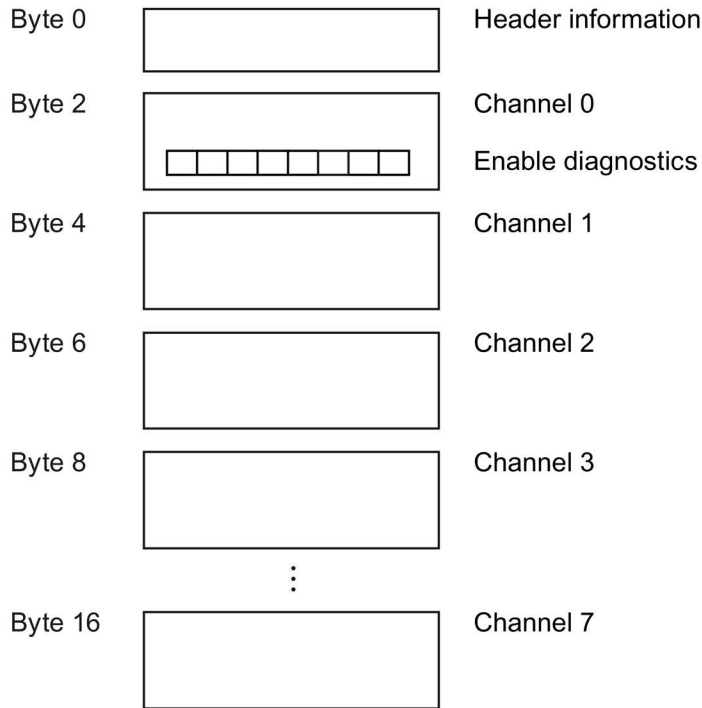 Byte 0 Header information
Byte 2 Channel 0
Enable diagnostics
Byte 4 Channel 1
Byte 6 Channel 2
Byte 8 Channel 3
⋮
Byte 16 Channel 7